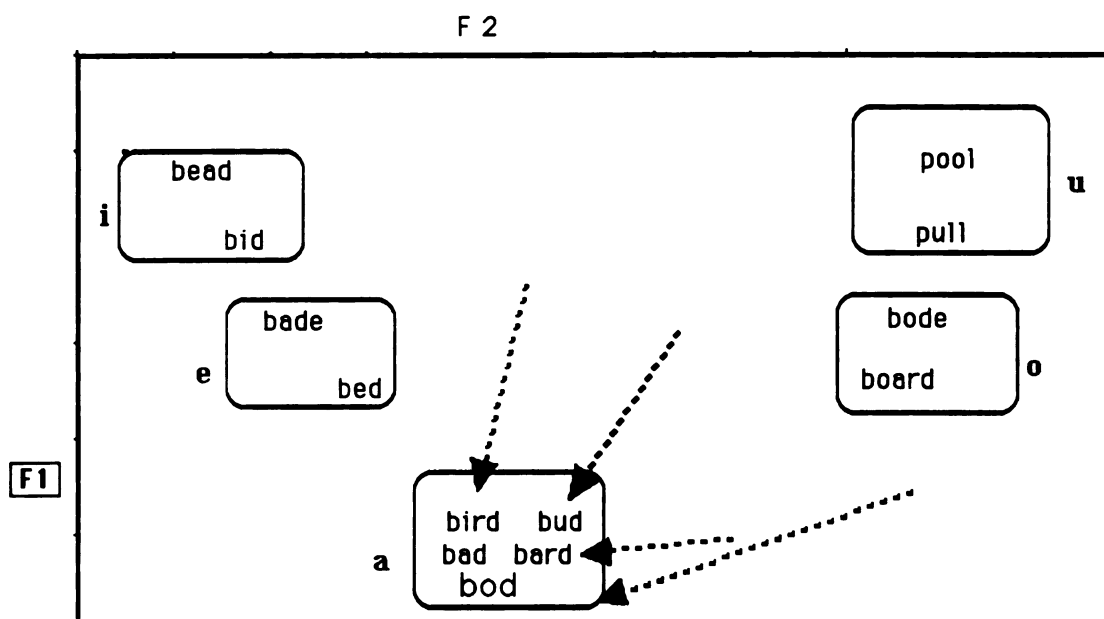 F 2
bead
i
bid
pool
u
pull
bade
e
bed
bode
board
o
F1
bird bud
bad bard
a
bod